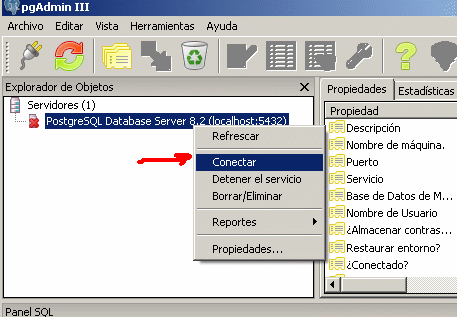 pgAdmin III
Archivo Editar Vista Herramientas Ayuda
Explorador de Objetos
Servidores (1)
PostgreSQL Database Server 8.2 (localhost:5432)
Refrescar
Conectar
Detener el servicio
Borrar/Eliminar
Reportes
Propiedades...
Propiedades Estadísticas
Propiedad
Descripción
Nombre de máquina.
Puerto
Servicio
Base de Datos de M...
Nombre de Usuario
¿Almacenar contras...
Restaurar entorno?
¿Conectado?
Panel SQL